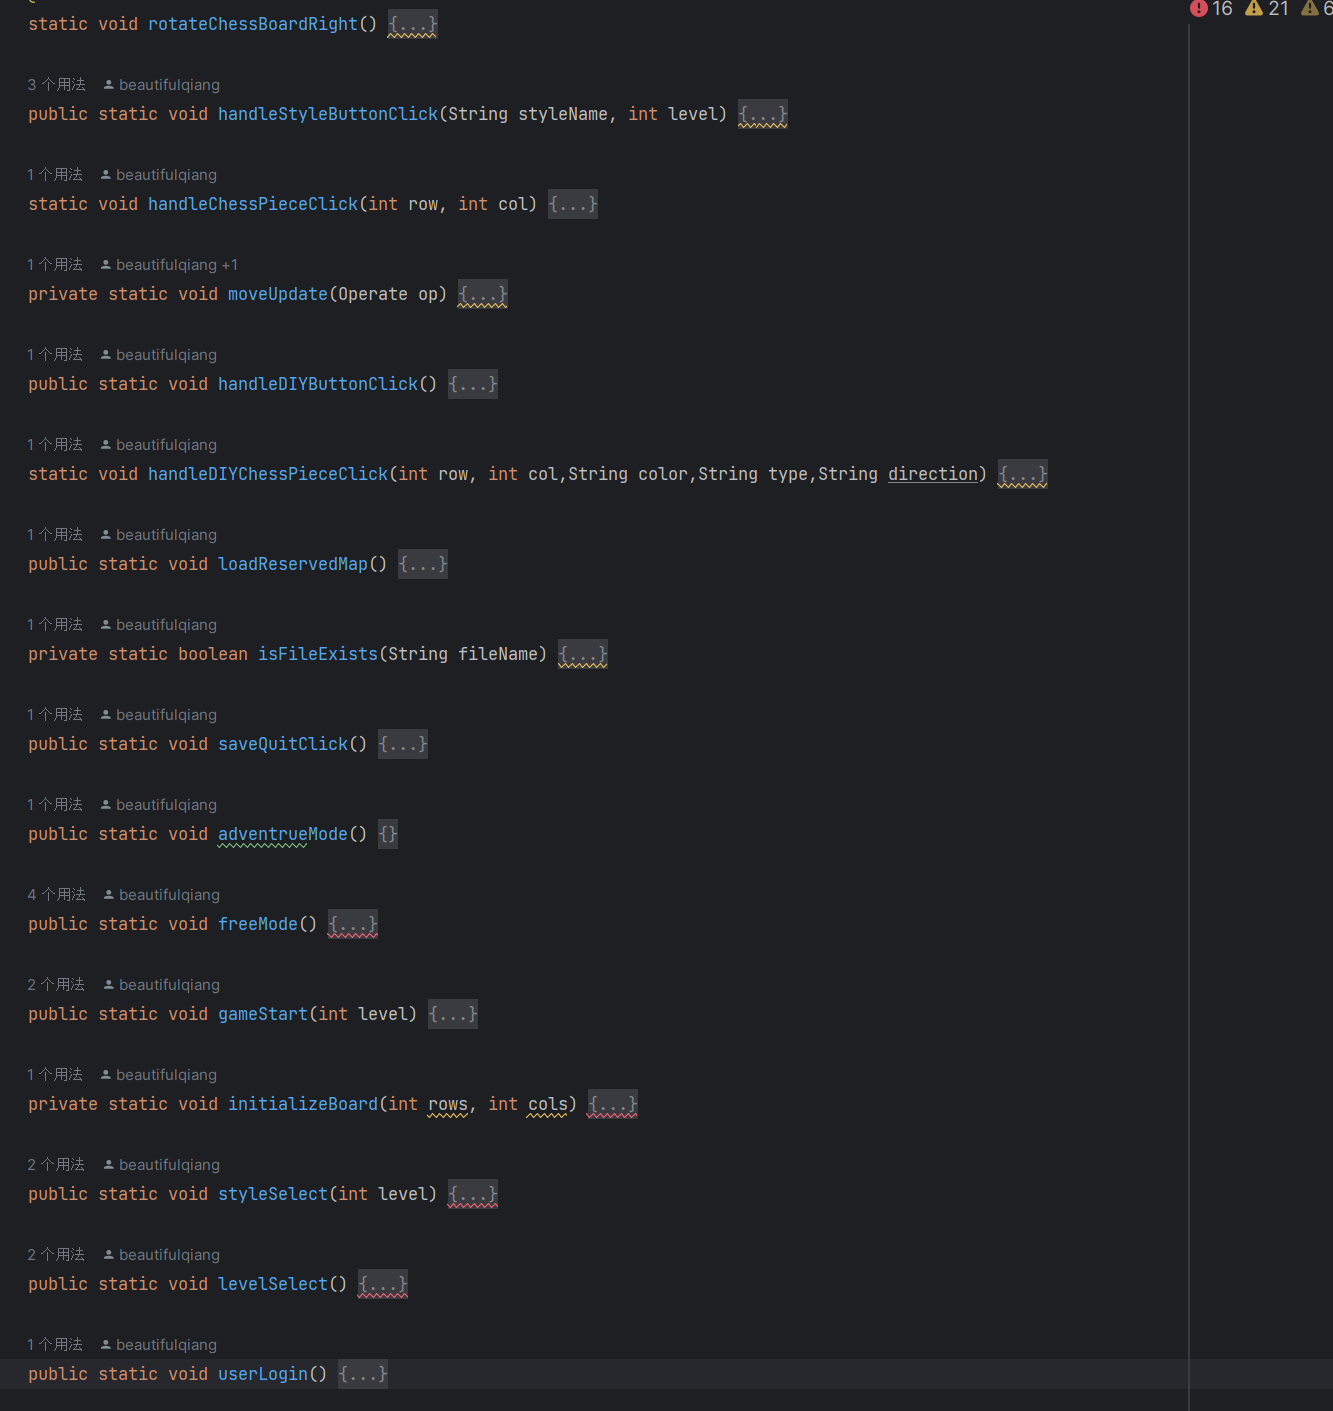 static void rotateChessBoardRight() {...}
16 21 6
3 个用法 beautifulqiang
public static void handleStyleButtonClick(String styleName, int level) {...}
1 个用法 beautifulqiang
static void handleChessPieceClick(int row, int col) {...}
1 个用法 beautifulqiang +1
private static void moveUpdate(Operate op) {...}
1 个用法 beautifulqiang
public static void handleDIYButtonClick() {...}
1 个用法 beautifulqiang
static void handleDIYChessPieceClick(int row, int col,String color,String type,String direction) {...}
1 个用法 beautifulqiang
public static void loadReservedMap() {...}
1 个用法 beautifulqiang
private static boolean isFileExists(String fileName) {...}
1 个用法 beautifulqiang
public static void saveQuitClick() {...}
1 个用法 beautifulqiang
public static void adventrueMode() {}
4 个用法 beautifulqiang
public static void freeMode() {...}
2 个用法 beautifulqiang
public static void gameStart(int level) {...}
1 个用法 beautifulqiang
private static void initializeBoard(int rows, int cols) {...}
2 个用法 beautifulqiang
public static void styleSelect(int level) {...}
2 个用法 beautifulqiang
public static void levelSelect() {...}
1 个用法 beautifulqiang
public static void userLogin() {...}